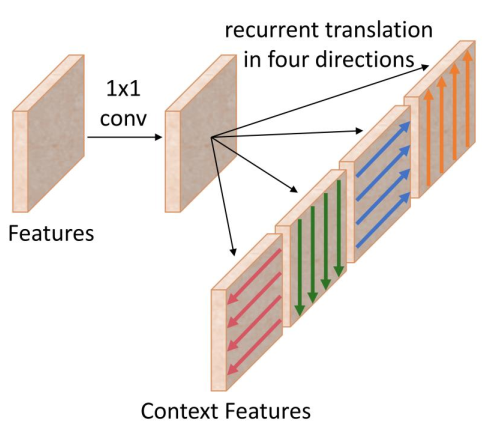 recurrent translation
in four directions
1x1
conv
Features
Context Features